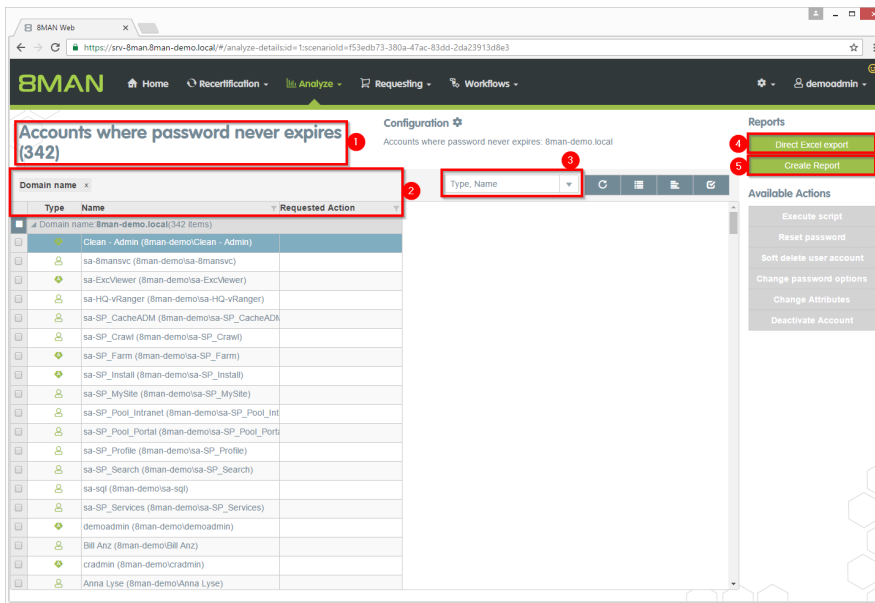 8MAN Web
https://srv-8man.8man-demo.local/#/analyze-details;id=1;scenarioId=f53edb73-380a-47ac-83dd-2da23913d8e3
8MAN Home Recertification Analyze Requesting Workflows demoadmin
Accounts where password never expires
(342)
1
Configuration
Accounts where password never expires: 8man-demo.local
Reports
4 Direct Excel export
5 Create Report
Domain name x
2
3
Type, Name
Available Actions
Execute script
Reset password
Soft delete user account
Change password options
Change Attributes
Deactivate Account
Type Name Requested Action
Domain name:8man-demo.local(342 items)
Clean - Admin (8man-demo\Clean - Admin)
sa-8mansvc (8man-demo\sa-8mansvc)
sa-ExcViewer (8man-demo\sa-ExcViewer)
sa-HQ-vRanger (8man-demo\sa-HQ-vRanger)
sa-SP_CacheADM (8man-demo\sa-SP_CacheADM
sa-SP_Crawl (8man-demo\sa-SP_Crawl)
sa-SP_Farm (8man-demo\sa-SP_Farm)
sa-SP_Install (8man-demo\sa-SP_Install)
sa-SP_MySite (8man-demo\sa-SP_MySite)
sa-SP_Pool_Intranet (8man-demo\sa-SP_Pool_Int
sa-SP_Pool_Portal (8man-demo\sa-SP_Pool_Porta
sa-SP_Profile (8man-demo\sa-SP_Profile)
sa-SP_Search (8man-demo\sa-SP_Search)
sa-sql (8man-demo\sa-sql)
sa-SP_Services (8man-demo\sa-SP_Services)
demoadmin (8man-demo\demoadmin)
Bill Anz (8man-demo\Bill Anz)
cradmin (8man-demo\cradmin)
Anna Lyse (8man-demo\Anna Lyse)